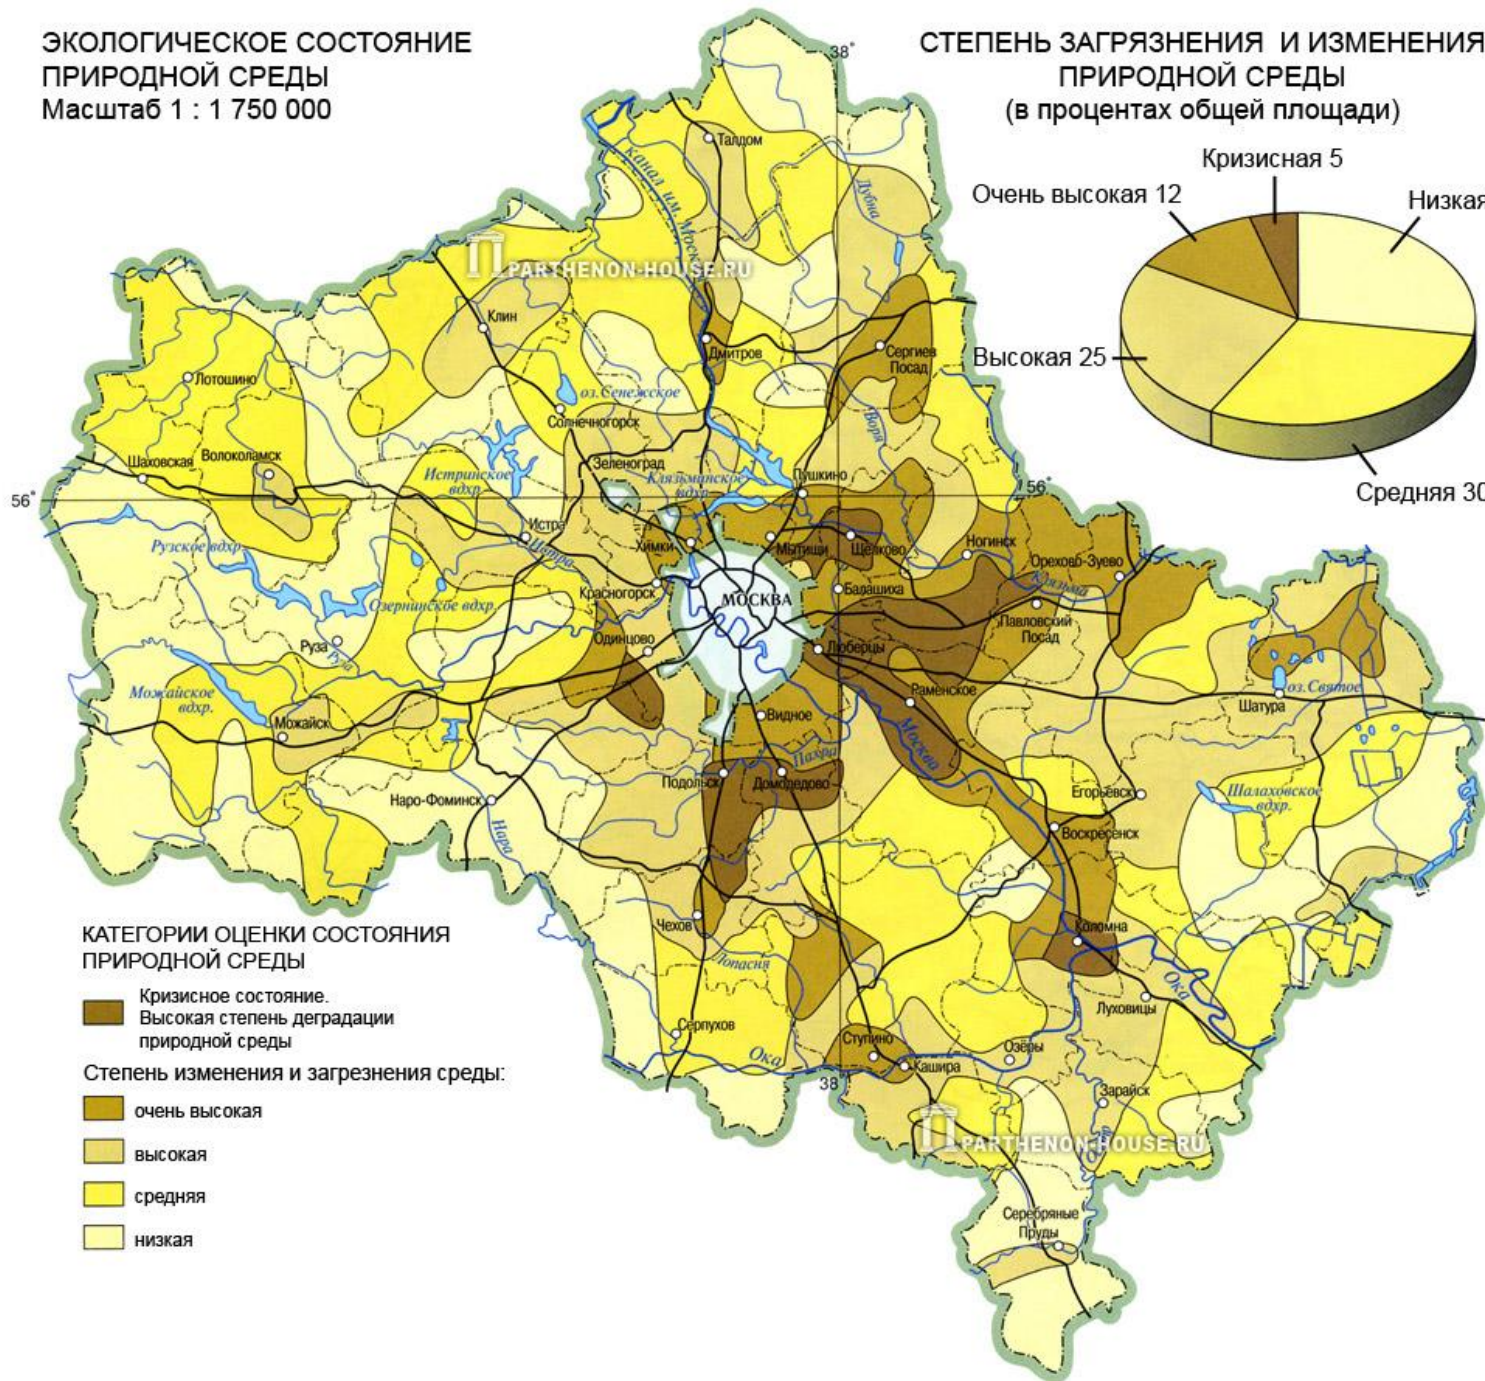 ЭКОЛОГИЧЕСКОЕ СОСТОЯНИЕ
ПРИРОДНОЙ СРЕДЫ
Масштаб 1 : 1 750 000
СТЕПЕНЬ ЗАГРЯЗНЕНИЯ И ИЗМЕНЕНИЯ
ПРИРОДНОЙ СРЕДЫ
(в процентах общей площади)
Кризисная 5
Очень высокая 12
Низкая
Высокая 25
Средняя 30
38°
Талдом
канал им. Москвы
Дубна
PARTHENON-HOUSE.RU
Клин
Дмитров
Сергиев
Посад
Лотошино
оз.Сенежское
Солнечногорск
Воря
Шаховская
Волоколамск
Зеленоград
Истринское
вдхр.
Клязьминское
вдхр.
Пушкино
56°
56°
Истра
Истра
Химки
Мытищи
Щёлково
Ногинск
Орехово-Зуево
Клязьма
Рузское вдхр.
Озернинское вдхр.
Красногорск
МОСКВА
Балашиха
Павловский
Посад
Руза
Руза
Одинцово
Люберцы
Можайское
вдхр.
Можайск
Раменское
оз.Святое
Шатура
Видное
Москва
Пахра
Подольск
Домодедово
Наро-Фоминск
Нара
Егорьевск
Шалаховское
вдхр.
Воскресенск
Чехов
Лопасня
Коломна
Ока
Луховицы
Серпухов
Ока
Ступино
Кашира
Озёры
38
Зарайск
PARTHENON-HOUSE.RU
Серебряные
Пруды
КАТЕГОРИИ ОЦЕНКИ СОСТОЯНИЯ
ПРИРОДНОЙ СРЕДЫ
Кризисное состояние.
Высокая степень деградации
природной среды
Степень изменения и загрезнения среды:
очень высокая
высокая
средняя
низкая